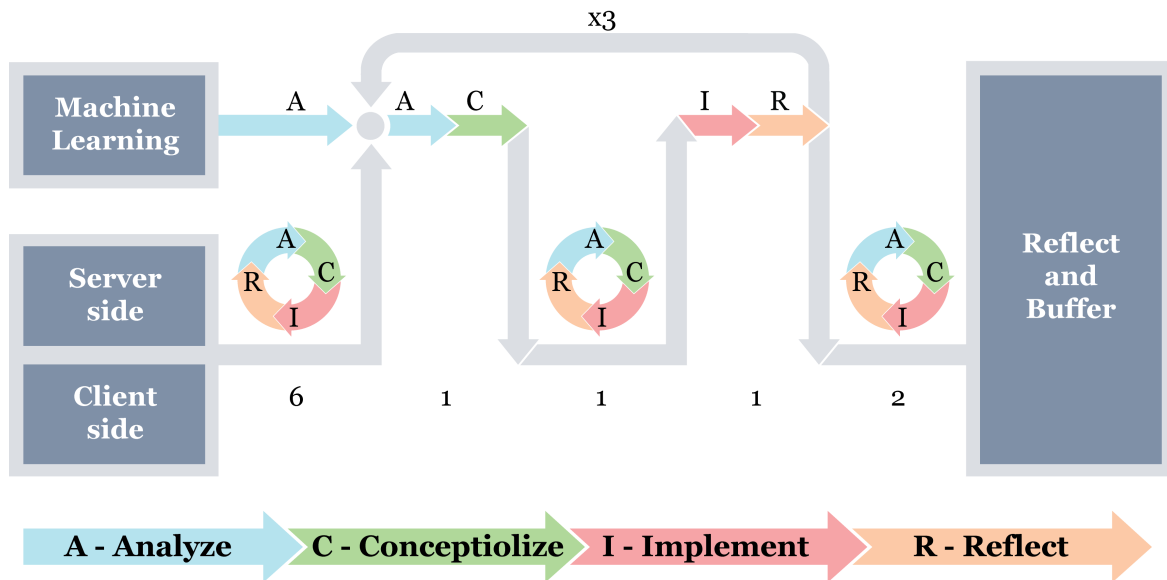 x3
Machine
Learning
A
A
C
I
R
Server
side
Client
side
A
C
I
R
A
C
I
R
A
C
I
R
Reflect
and
Buffer
6
1
1
1
2
A - Analyze
C - Conceptiolize
I - Implement
R - Reflect